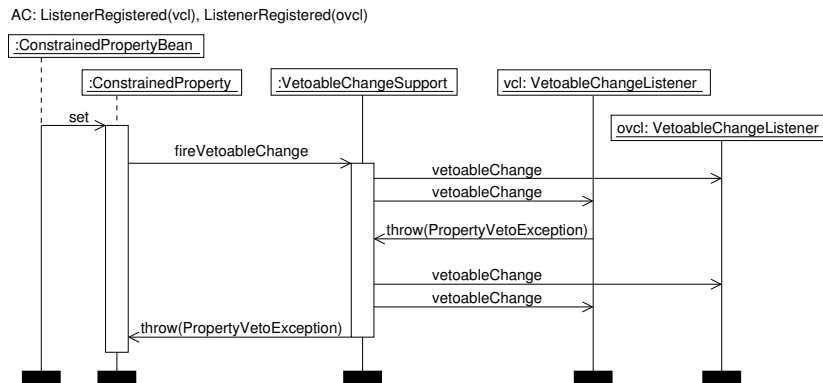 AC: ListenerRegistered(vcl), ListenerRegistered(ovcl)
:ConstrainedPropertyBean
:ConstrainedProperty
:VetoableChangeSupport
vcl: VetoableChangeListener
ovcl: VetoableChangeListener
set
fireVetoableChange
vetoableChange
vetoableChange
throw(PropertyVetoException)
vetoableChange
vetoableChange
throw(PropertyVetoException)